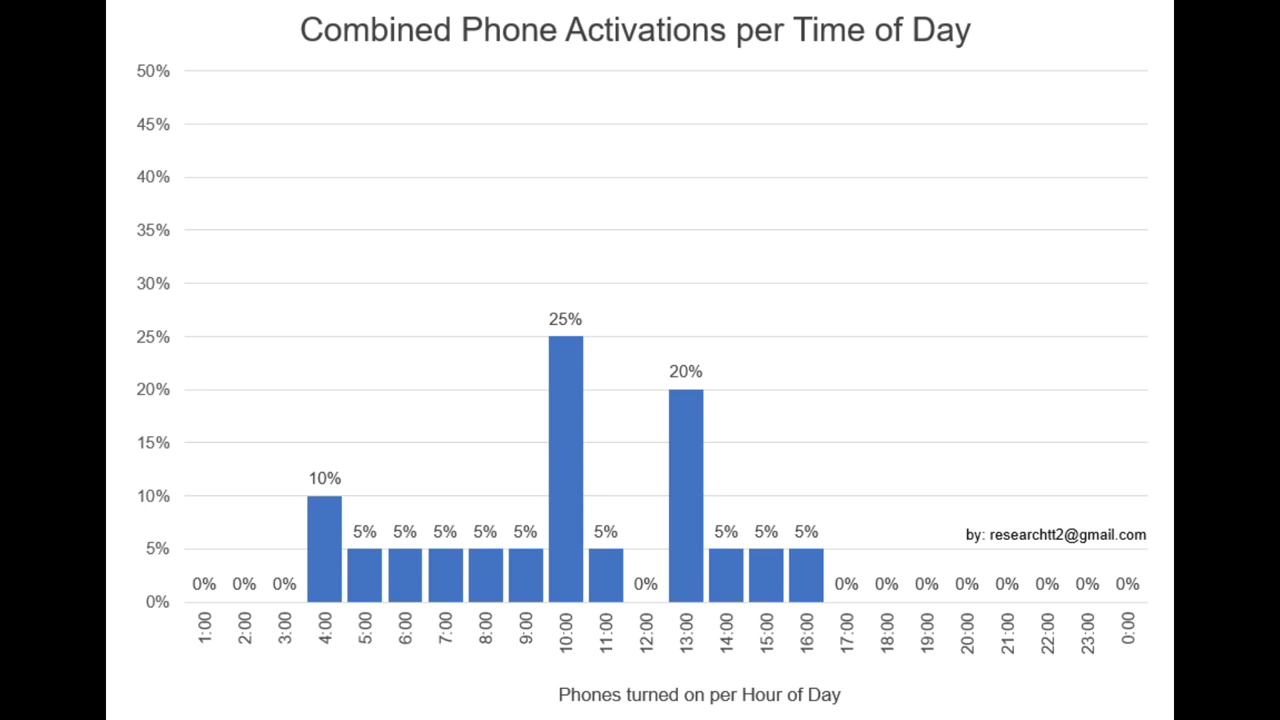 Combined Phone Activations per Time of Day
50%
45%
40%
35%
30%
25%
20%
15%
10%
5%
0%
0% 0% 0% 10% 5% 5% 5% 5% 5% 25% 5% 0% 20% 5% 5% 5% 0% 0% 0% 0% 0% 0% 0% 0%
by: researchtt2@gmail.com
1:00 2:00 3:00 4:00 5:00 6:00 7:00 8:00 9:00 10:00 11:00 12:00 13:00 14:00 15:00 16:00 17:00 18:00 19:00 20:00 21:00 22:00 23:00 0:00
Phones turned on per Hour of Day